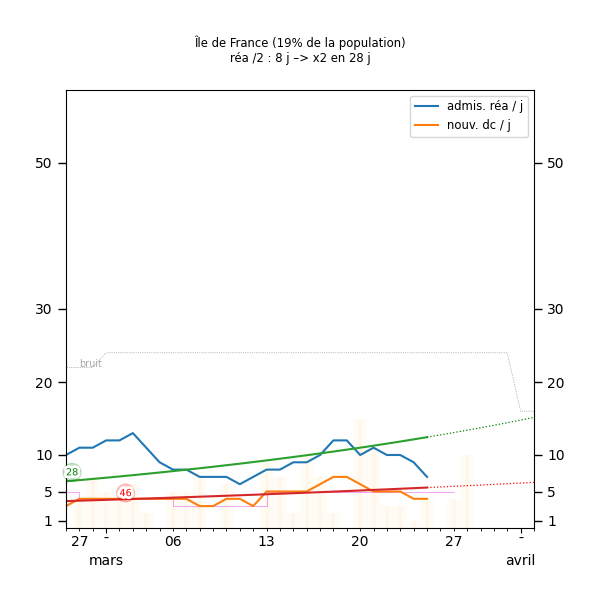 Île de France (19% de la population)
réa /2 : 8 j –> x2 en 28 j
admis. réa / j
nouv. dc / j
50 50
30 30
bruit
20 20
10 10
28
46
5 5
1 1
27 - 06 13 20 27 -
mars avril